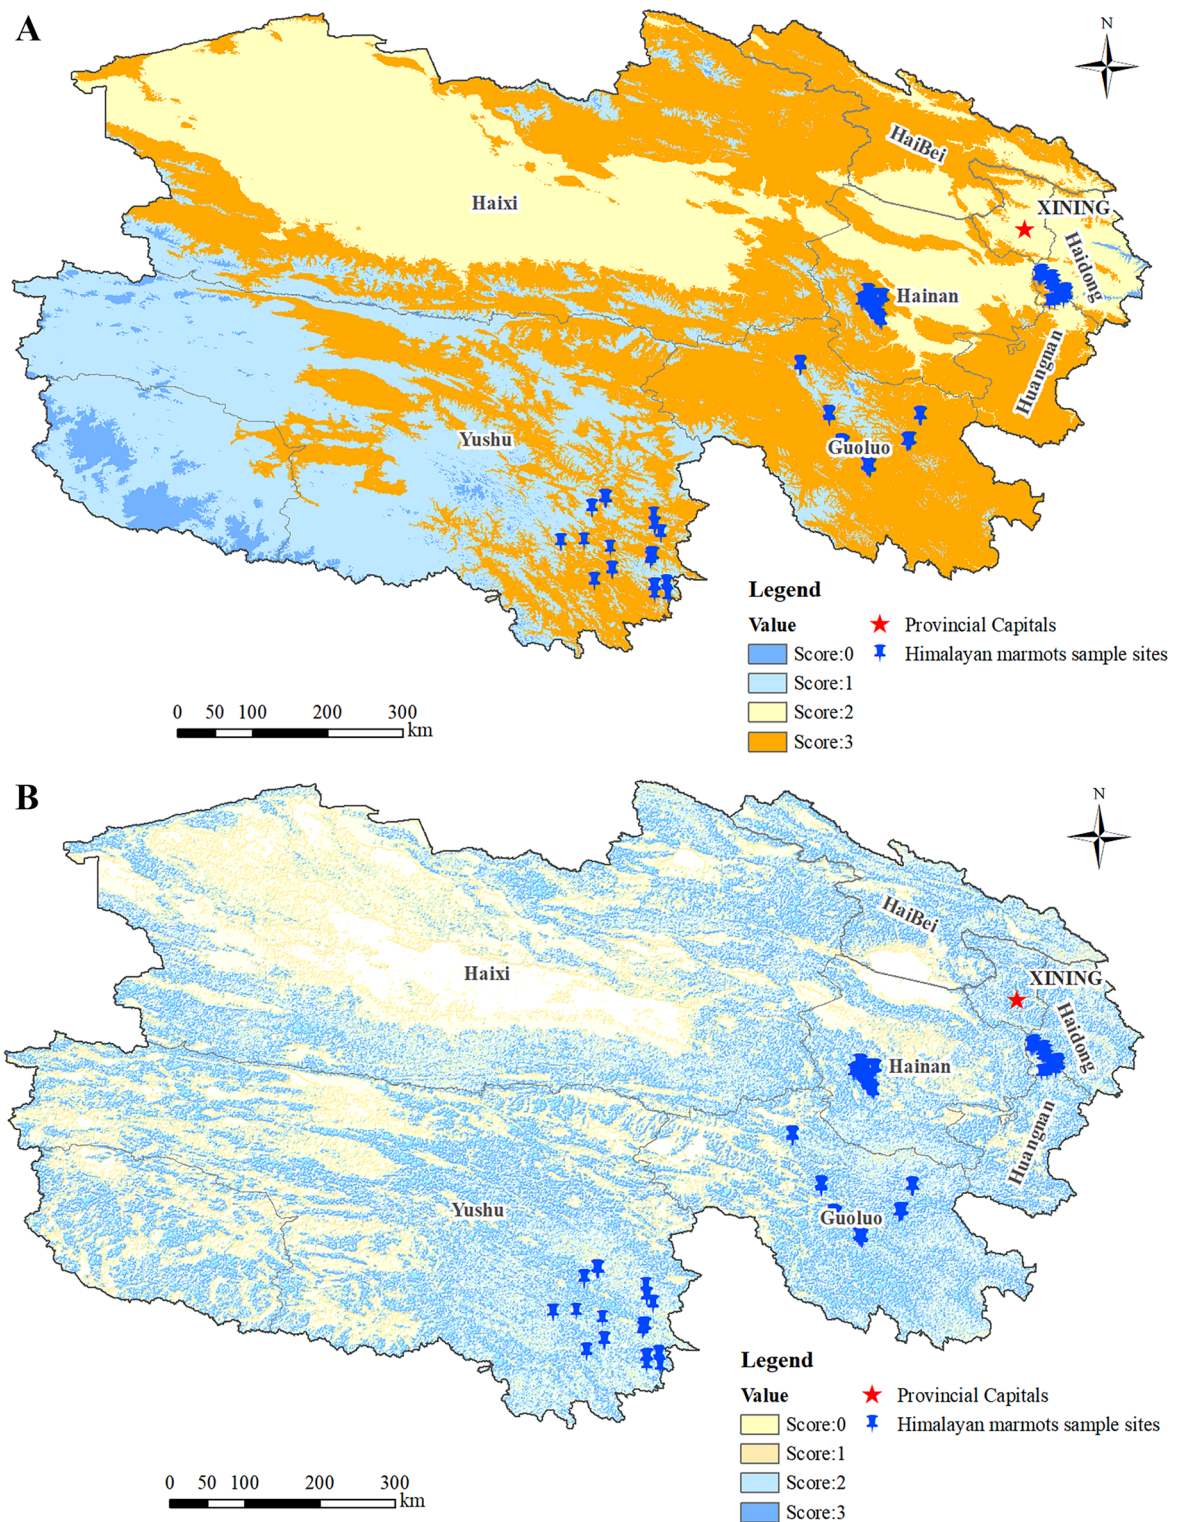 A
N
HaiBei
Haixi
XINING
Haidong
Hainan
Huangnan
Yushu
Guoluo
Legend
Value
Provincial Capitals
Score:0
Himalayan marmots sample sites
Score:1
Score:2
Score:3
0 50 100 200 300
km
B
N
HaiBei
Haixi
XINING
Haidong
Hainan
Huangnan
Yushu
Guoluo
Legend
Value
Provincial Capitals
Score:0
Himalayan marmots sample sites
Score:1
Score:2
Score:3
0 50 100 200 300
km